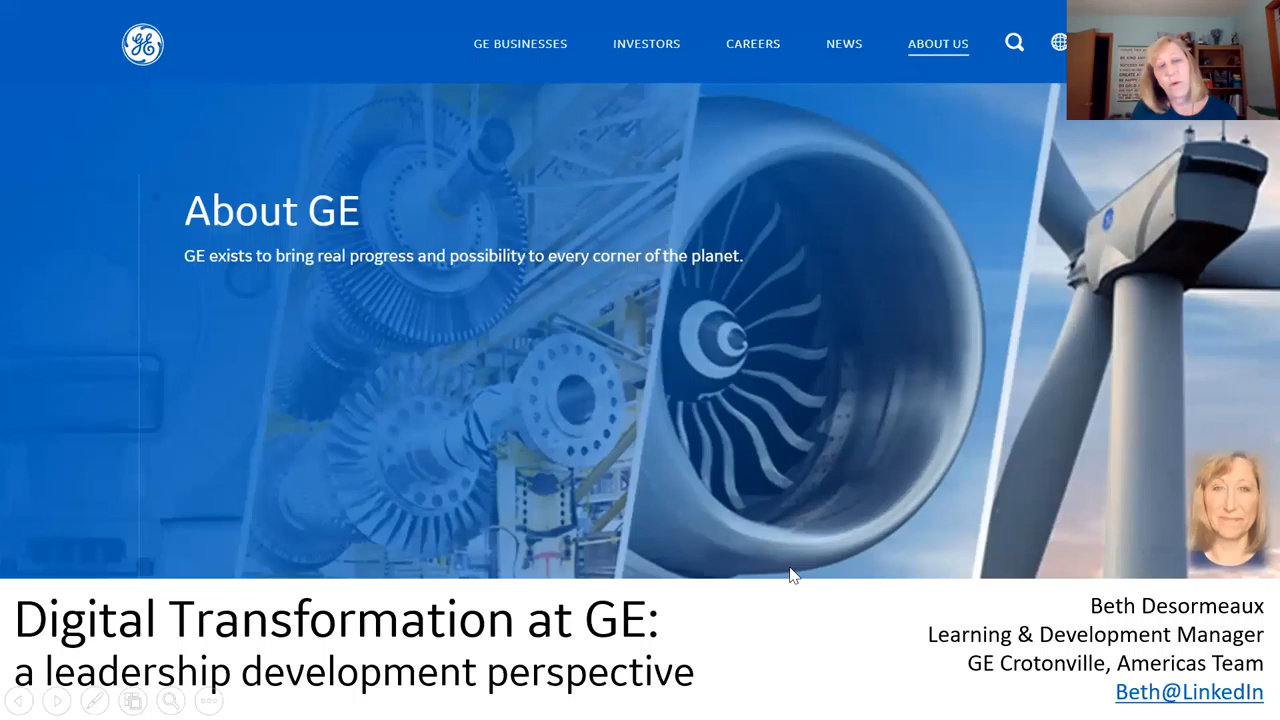 GE
GE BUSINESSES
INVESTORS
CAREERS
NEWS
ABOUT US
About GE
GE exists to bring real progress and possibility to every corner of the planet.
Digital Transformation at GE:
a leadership development perspective
Beth Desormeaux
Learning & Development Manager
GE Crotonville, Americas Team
Beth@LinkedIn